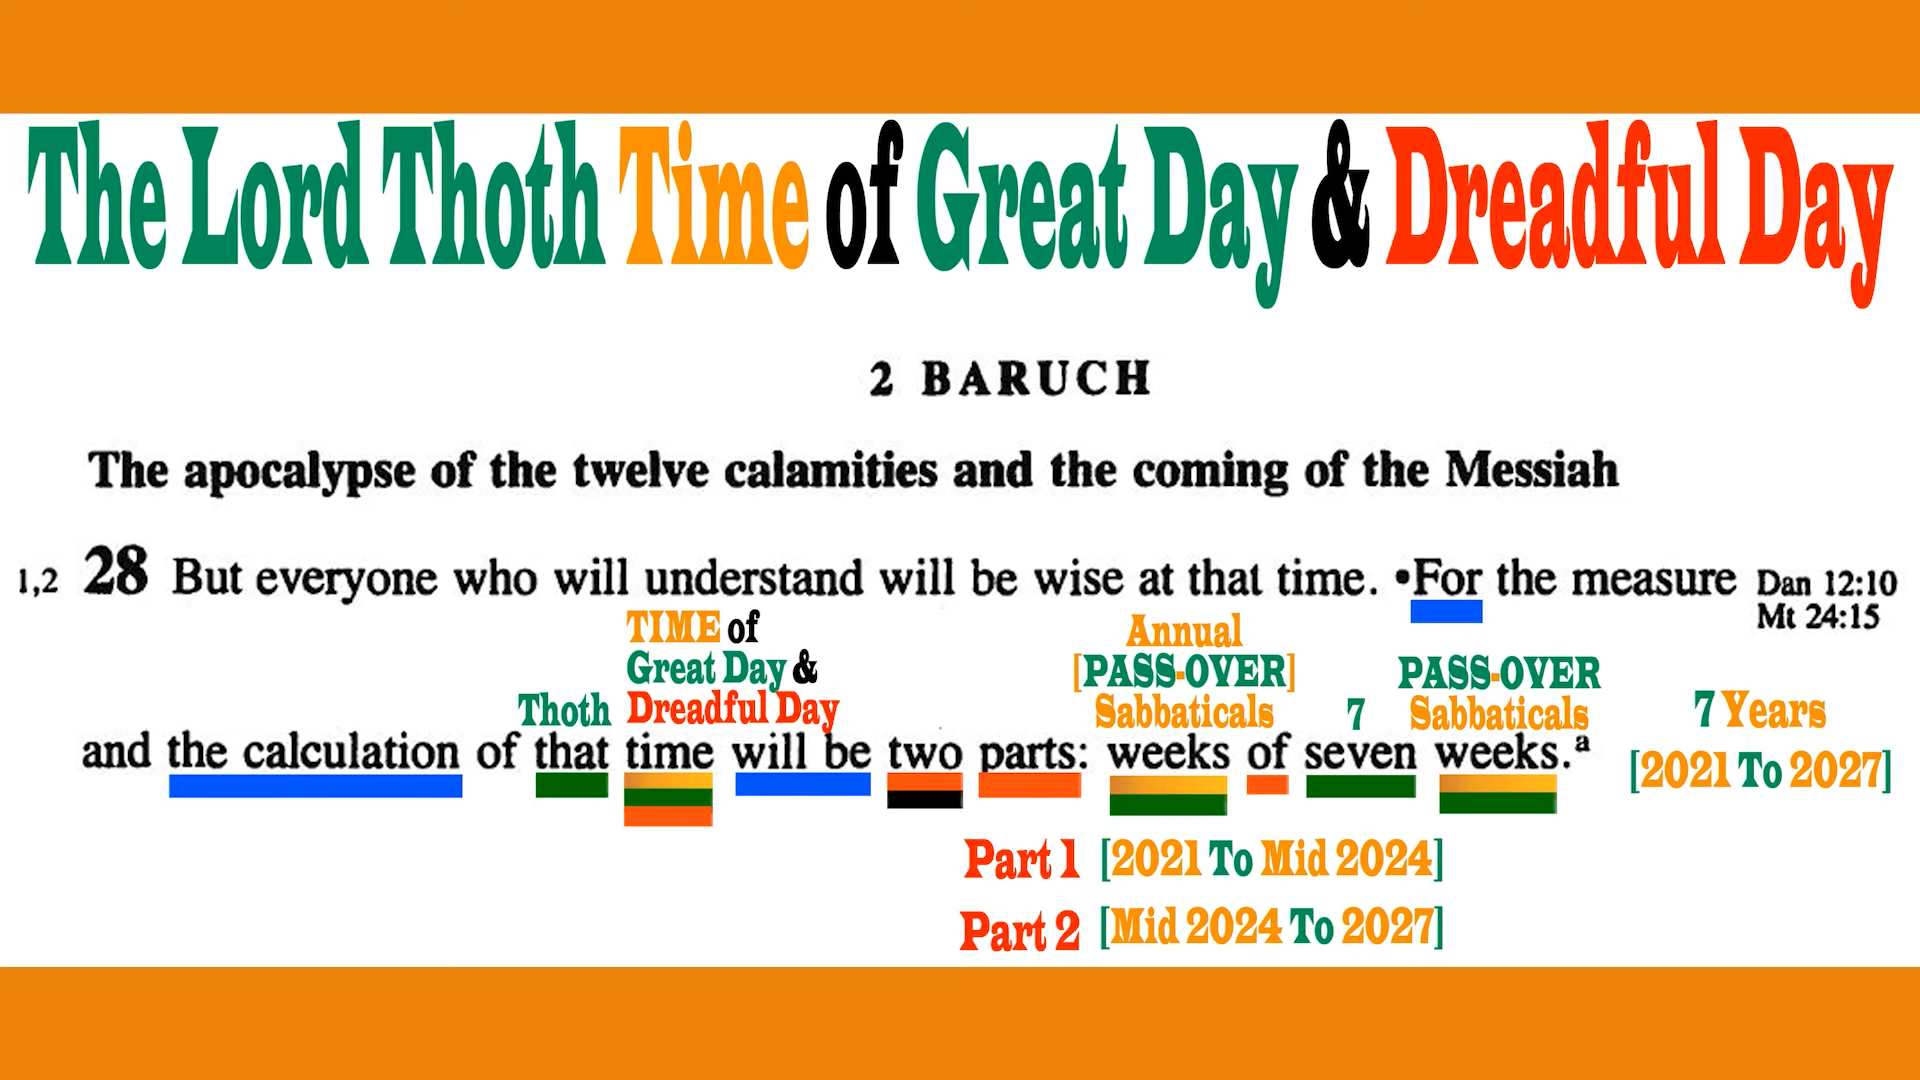 The Lord Thoth Time of Great Day & Dreadful Day
2 BARUCH
The apocalypse of the twelve calamities and the coming of the Messiah
1,2 28 But everyone who will understand will be wise at that time. •For the measure Dan 12:10
Mt 24:15
TIME of
Great Day &
Thoth Dreadful Day
Annual
[PASS-OVER]
Sabbaticals
7
PASS-OVER
Sabbaticals
7 Years
[2021 To 2027]
and the calculation of that time will be two parts: weeks of seven weeks.ª
Part 1 [2021 To Mid 2024]
Part 2 [Mid 2024 To 2027]